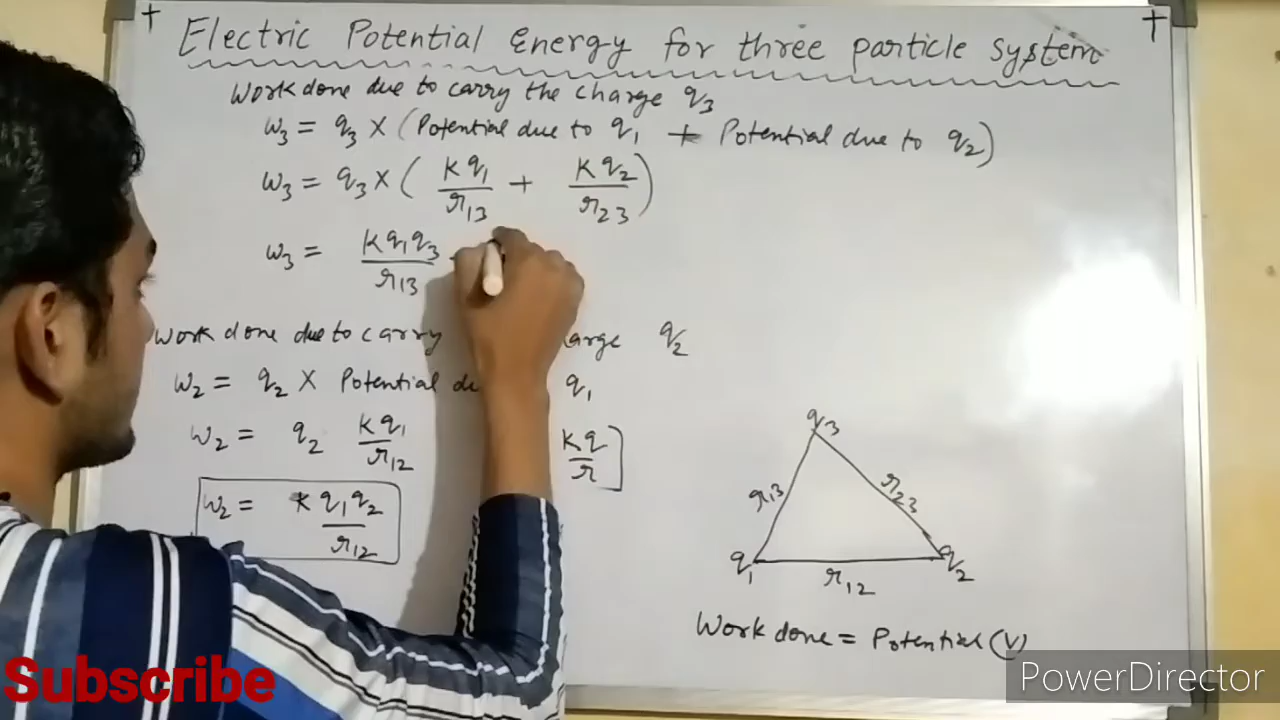 Electric Potential Energy for three particle system
Work done due to carry the charge q3
w3 = q3 × (Potential due to q1 + Potential due to q2)
w3 = q3 × ( Kq1/r13 + Kq2/r23 )
w3 = Kq1q3/r13
work done due to carry arge q2
w2 = q2 × Potential du q1
w2 = q2 Kq1/r12 Kq/r ]
w2 = K q1q2/r12
q3
r13 r23
q1 q2
r12
Work done = Potential (V)
Subscribe
PowerDirector